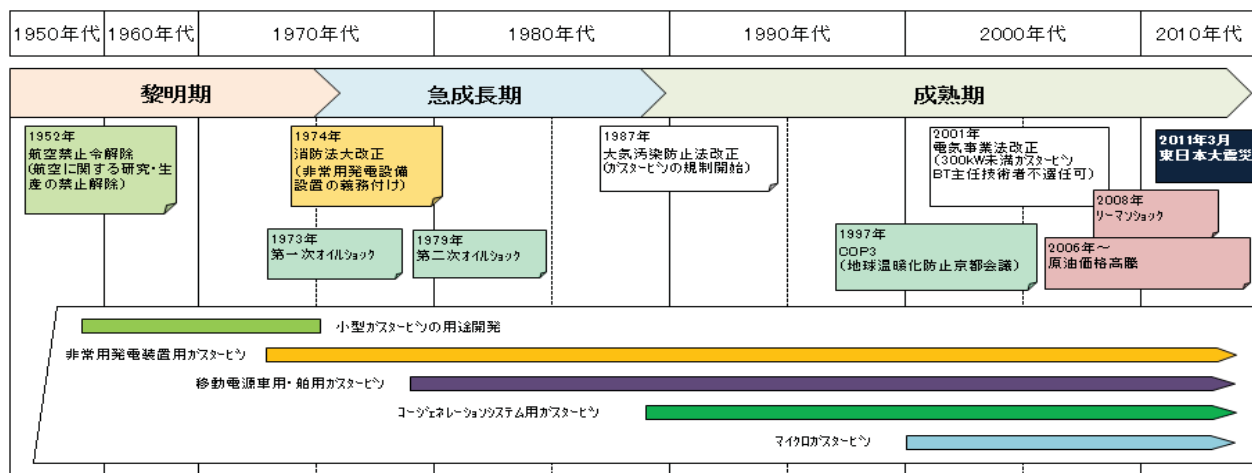 1950年代
1960年代
1970年代
1980年代
1990年代
2000年代
2010年代
黎明期
急成長期
成熟期
1952年
航空禁止令解除
(航空に関する研究・生
産の禁止解除)
1974年
消防法大改正
(非常用発電設備
設置の義務付け)
1987年
大気汚染防止法改正
(ガスタービンの規制開始)
2001年
電気事業法改正
(300kW未満ガスタービン
BT主任技術者不選任可)
2011年3月
東日本大震災
1973年
第一次オイルショック
1979年
第二次オイルショック
1997年
COP3
(地球温暖化防止京都会議)
2008年
リーマンショック
2006年~
原油価格高騰
小型ガスタービンの用途開発
非常用発電装置用ガスタービン
移動電源車用・舶用ガスタービン
コージェネレーションシステム用ガスタービン
マイクロガスタービン